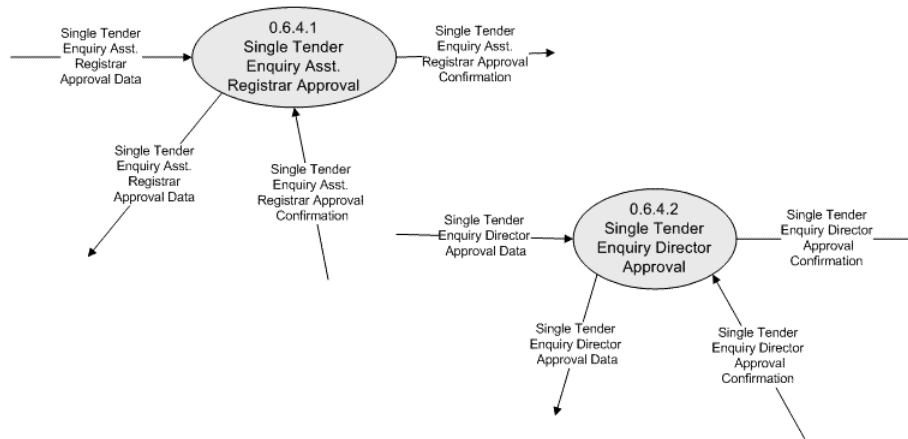 Single Tender
Enquiry Asst.
Registrar
Approval Data
0.6.4.1
Single Tender
Enquiry Asst.
Registrar Approval
Single Tender
Enquiry Asst.
Registrar Approval
Confirmation
Single Tender
Enquiry Asst.
Registrar
Approval Data
Single Tender
Enquiry Asst.
Registrar Approval
Confirmation
Single Tender
Enquiry Director
Approval Data
0.6.4.2
Single Tender
Enquiry Director
Approval
Single Tender
Enquiry Director
Approval
Confirmation
Single Tender
Enquiry Director
Approval Data
Single Tender
Enquiry Director
Approval
Confirmation